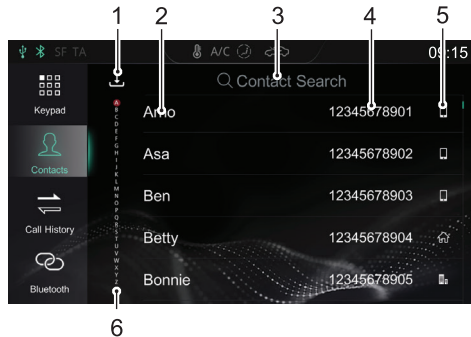 1 2 3 4 5
SF TA A/C 09:15
Contact Search
Keypad
Contacts
Call History
Bluetooth
A
B
C
D
E
F
G
H
I
J
K
L
M
N
O
P
Q
R
S
T
U
V
W
X
Y
Z
Arno 12345678901
Asa 12345678902
Ben 12345678903
Betty 12345678904
Bonnie 12345678905
6